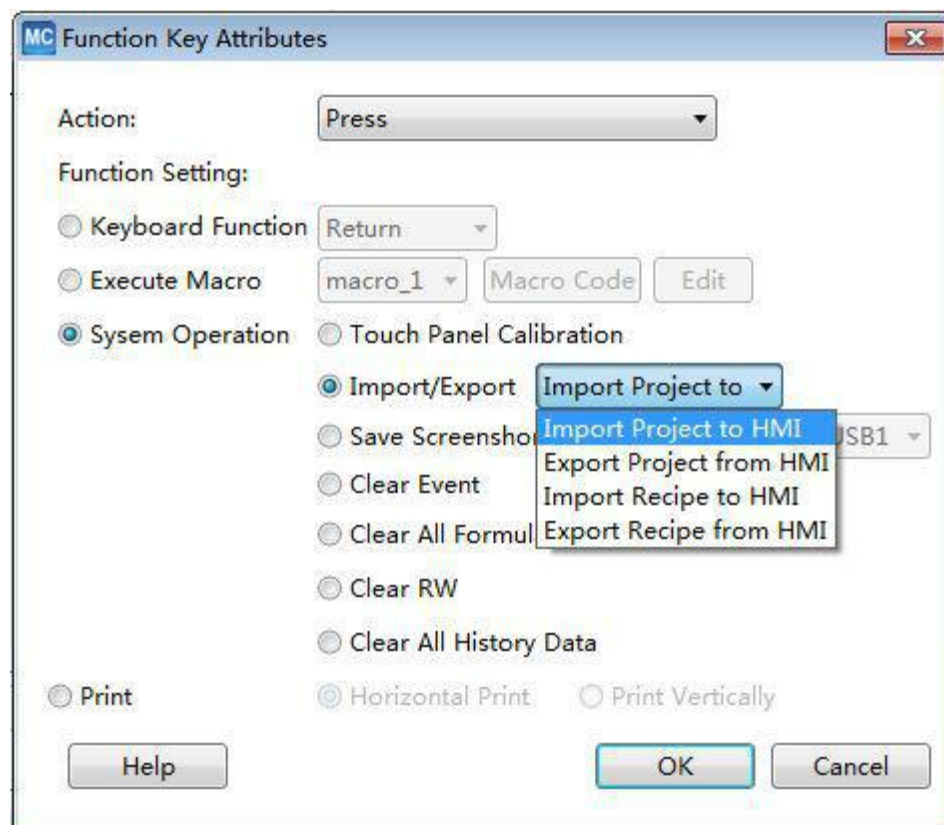 MC Function Key Attributes
Action: Press
Function Setting:
Keyboard Function Return
Execute Macro macro_1 Macro Code Edit
Sysem Operation Touch Panel Calibration
Import/Export Import Project to
Import Project to HMI
Save Screenshot
Export Project from HMI
Clear Event
Import Recipe to HMI
Clear All
Export Recipe from HMI
Clear RW
Clear All History Data
Print Horizontal Print Print Vertically
Help OK Cancel